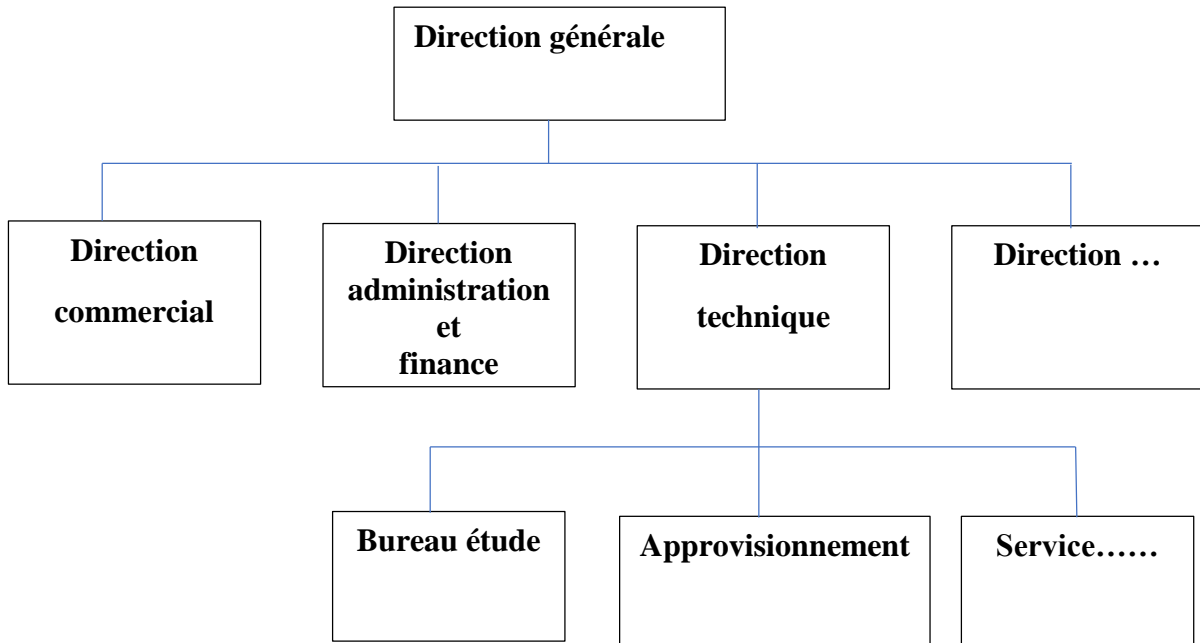 Direction générale
Direction
commercial
Direction
administration
et
finance
Direction
technique
Direction …
Bureau étude
Approvisionnement
Service……